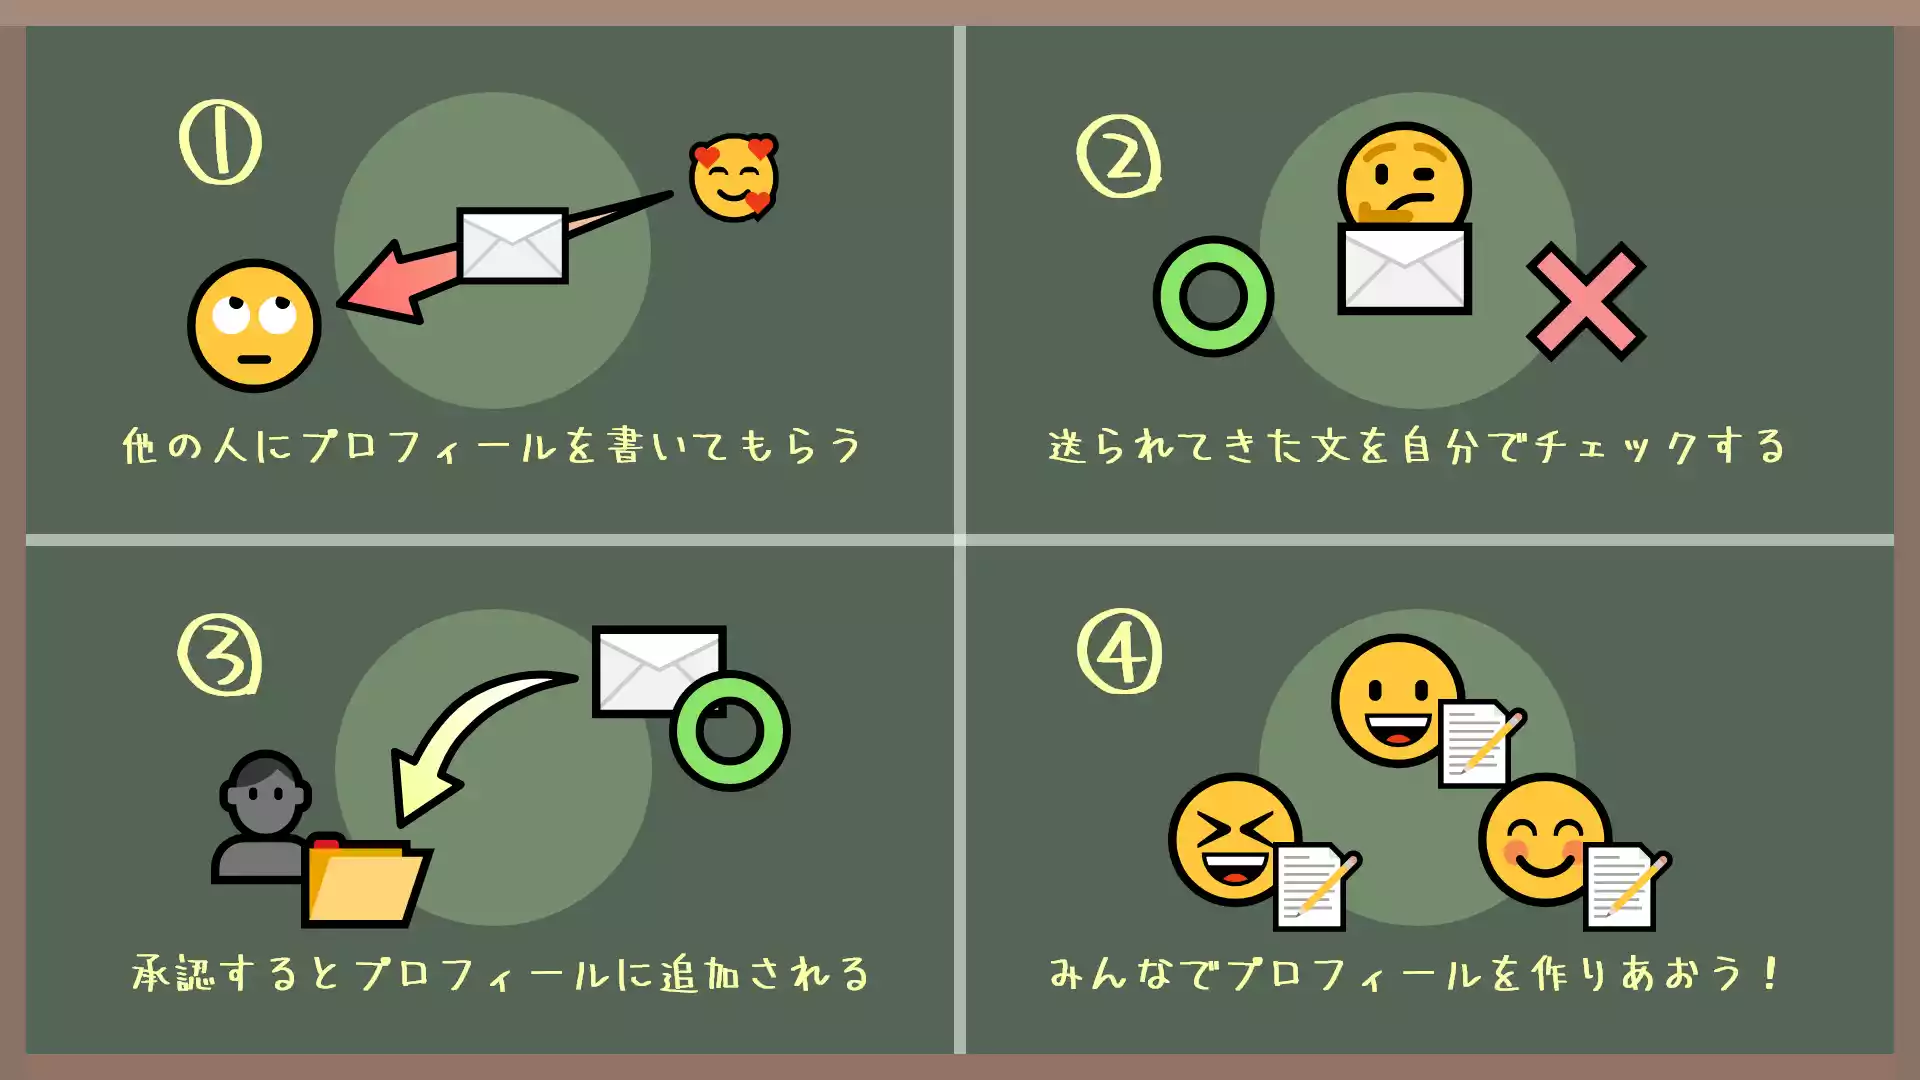 ①
他の人にプロフィールを書いてもらう
②
送られてきた文を自分でチェックする
③
承認するとプロフィールに追加される
④
みんなでプロフィールを作りあおう！